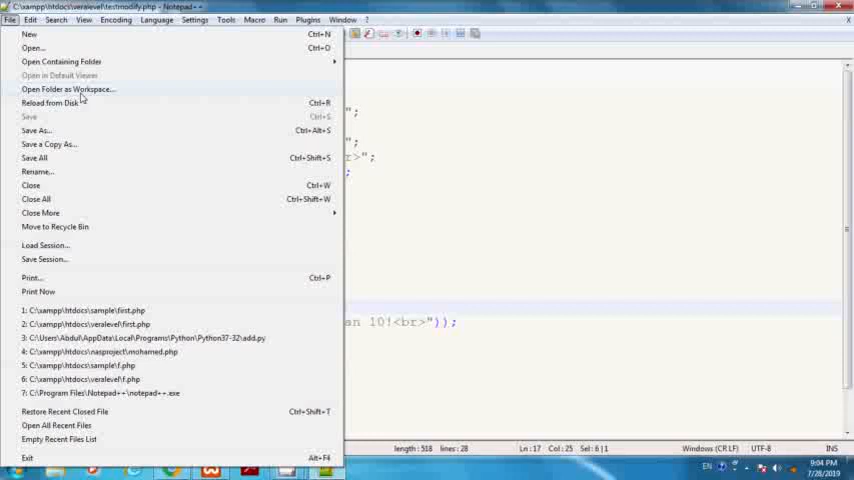 C:\xampp\htdocs\veralevel\testmodify.php - Notepad++
File Edit Search View Encoding Language Settings Tools Macro Run Plugins Window ?
New Ctrl+N
Open... Ctrl+O
Open Containing Folder
Open in Default Viewer
Open Folder as Workspace...
Reload from Disk Ctrl+R
Save Ctrl+S
Save As... Ctrl+Alt+S
Save a Copy As...
Save All Ctrl+Shift+S
Rename...
Close Ctrl+W
Close All Ctrl+Shift+W
Close More
Move to Recycle Bin
Load Session...
Save Session...
Print... Ctrl+P
Print Now
1: C:\xampp\htdocs\sample\first.php
2: C:\xampp\htdocs\veralevel\first.php
3: C:\Users\Abdul\AppData\Local\Programs\Python\Python37-32\add.py
4: C:\xampp\htdocs\nasproject\mohamed.php
5: C:\xampp\htdocs\sample\f.php
6: C:\xampp\htdocs\veralevel\f.php
7: C:\Program Files\Notepad++\notepad++.exe
Restore Recent Closed File Ctrl+Shift+T
Open All Recent Files
Empty Recent Files List
Exit Alt+F4
";
";
r>";
;
an 10!<br>"));
length : 518 lines : 28 Ln : 17 Col : 25 Sel : 6 | 1 Windows (CR LF) UTF-8 INS
EN 9:04 PM
7/28/2019